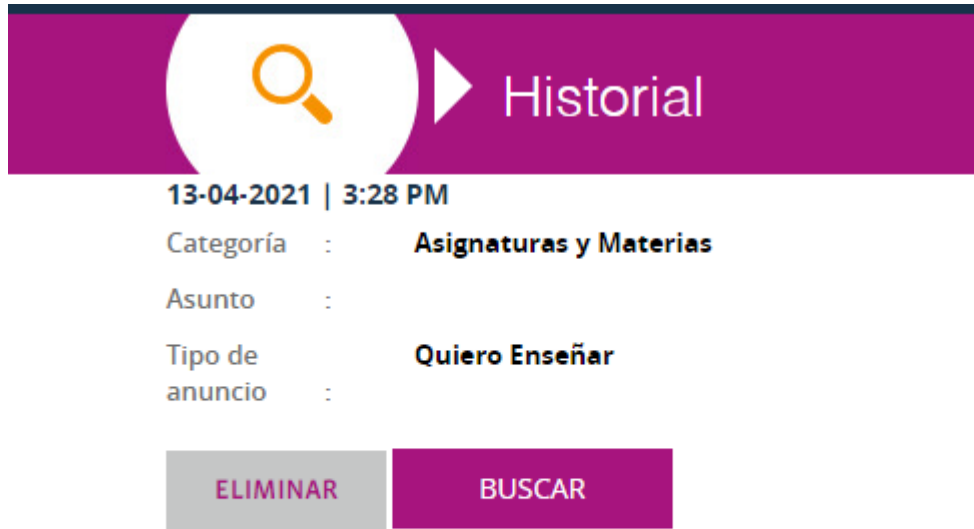 Historial
13-04-2021 | 3:28 PM
Categoría : Asignaturas y Materias
Asunto :
Tipo de Quiero Enseñar
anuncio :
ELIMINAR BUSCAR